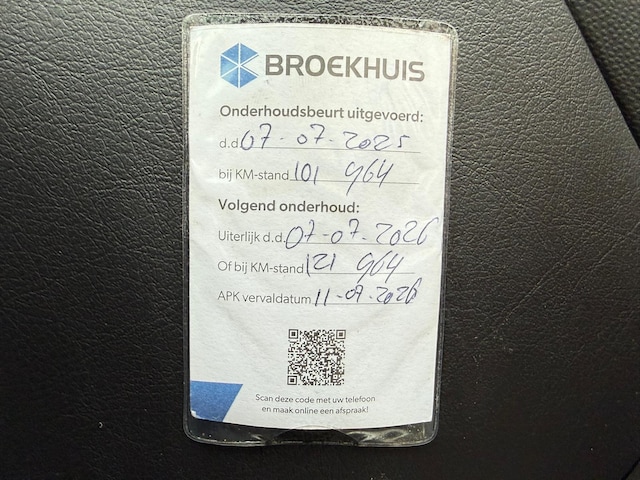 BROEKHUIS
Onderhoudsbeurt uitgevoerd:
d.d 07-07-2025
bij KM-stand 101 964
Volgend onderhoud:
Uiterlijk d.d. 07-07-2026
Of bij KM-stand 121 964
APK vervaldatum 11-07-2026
Scan deze code met uw telefoon
en maak online een afspraak!